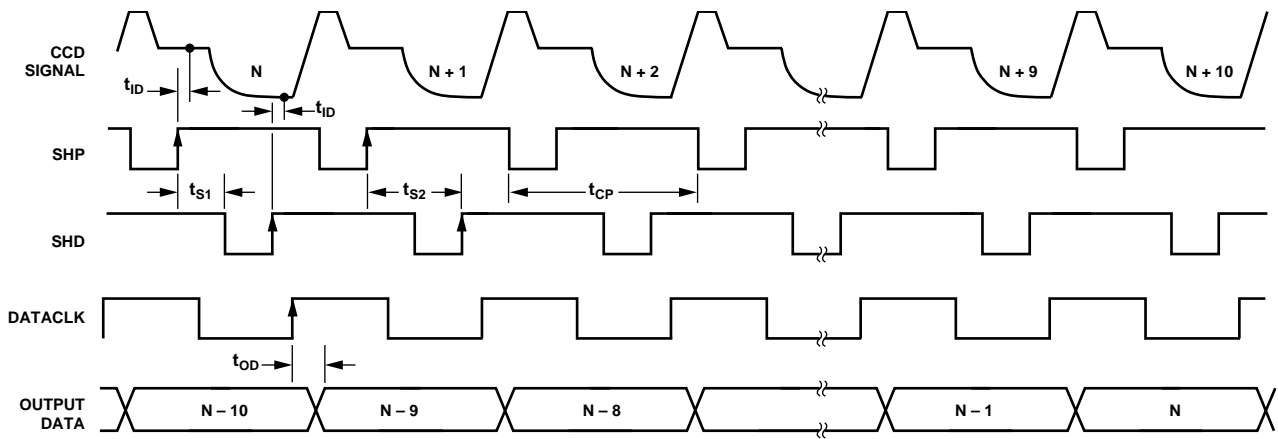 CCD
SIGNAL
N
N + 1
N + 2
N + 9
N + 10
tID
tID
SHP
tS1
tS2
tCP
SHD
DATACLK
tOD
OUTPUT
DATA
N – 10
N – 9
N – 8
N – 1
N